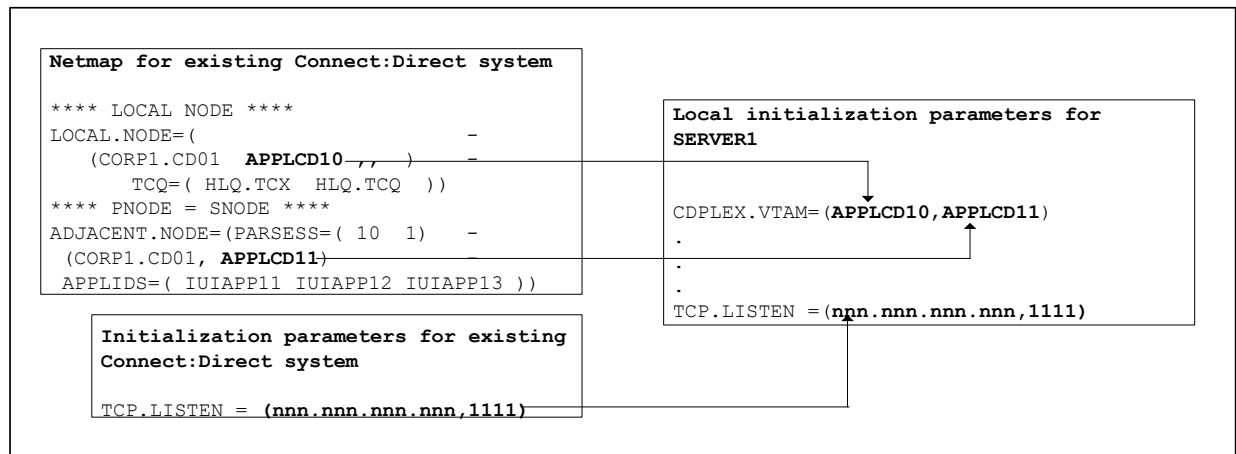 Netmap for existing Connect:Direct system
**** LOCAL NODE ****
LOCAL.NODE=( -
(CORP1.CD01 APPLCD10 ,, ) -
TCQ=( HLQ.TCX HLQ.TCQ ))
**** PNODE = SNODE ****
ADJACENT.NODE=(PARSESS=( 10 1) -
(CORP1.CD01, APPLCD11) -
APPLIDS=( IUIAPP11 IUIAPP12 IUIAPP13 ))
Initialization parameters for existing
Connect:Direct system
TCP.LISTEN = (nnn.nnn.nnn.nnn,1111)
Local initialization parameters for
SERVER1
CDPLEX.VTAM=(APPLCD10,APPLCD11)
.
.
.
TCP.LISTEN =(nnn.nnn.nnn.nnn,1111)